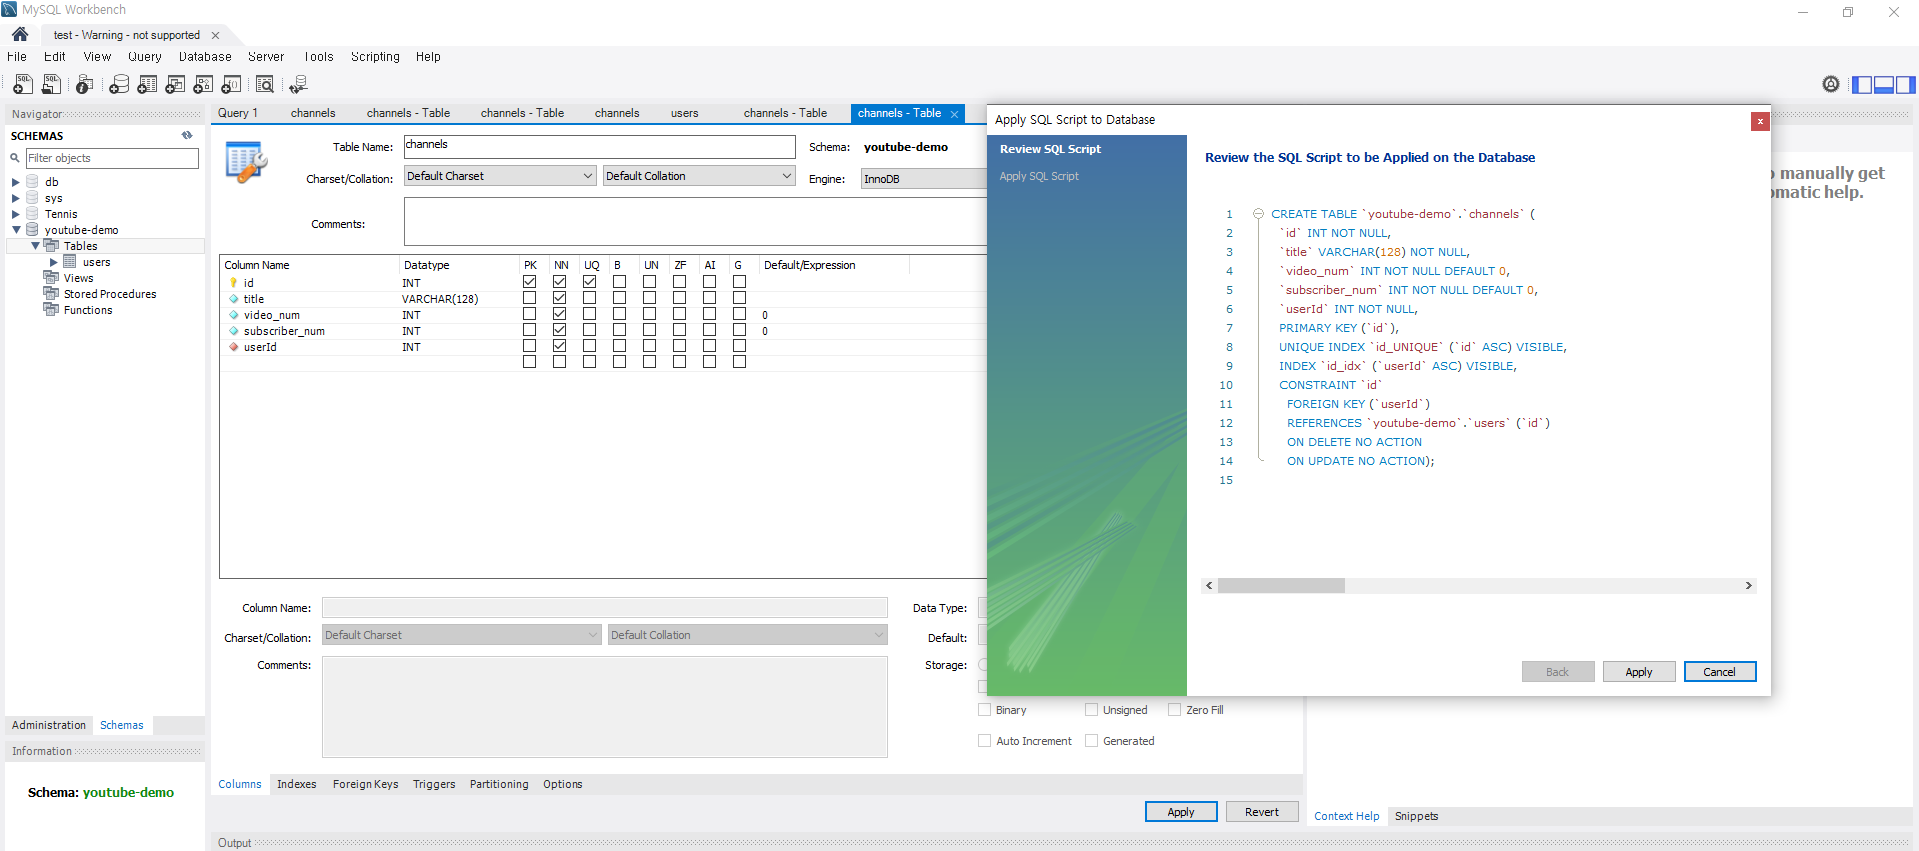 MySQL Workbench
test - Warning - not supported
File Edit View Query Database Server Tools Scripting Help
Navigator
SCHEMAS
Filter objects
db
sys
Tennis
youtube-demo
Tables
users
Views
Stored Procedures
Functions
Administration Schemas
Information
Schema: youtube-demo
Query 1 channels channels - Table channels - Table channels users channels - Table channels - Table
Table Name: channels Schema: youtube-demo
Charset/Collation: Default Charset Default Collation Engine: InnoDB
Comments:
Column Name Datatype PK NN UQ B UN ZF AI G Default/Expression
id INT
title VARCHAR(128)
video_num INT 0
subscriber_num INT 0
userId INT
Column Name: Data Type:
Charset/Collation: Default Charset Default Collation Default:
Comments: Storage:
Binary Unsigned Zero Fill
Auto Increment Generated
Columns Indexes Foreign Keys Triggers Partitioning Options
Apply Revert
Output
Apply SQL Script to Database
x
Review SQL Script
Apply SQL Script
Review the SQL Script to be Applied on the Database
1 CREATE TABLE `youtube-demo`.`channels` (
2 `id` INT NOT NULL,
3 `title` VARCHAR(128) NOT NULL,
4 `video_num` INT NOT NULL DEFAULT 0,
5 `subscriber_num` INT NOT NULL DEFAULT 0,
6 `userId` INT NOT NULL,
7 PRIMARY KEY (`id`),
8 UNIQUE INDEX `id_UNIQUE` (`id` ASC) VISIBLE,
9 INDEX `id_idx` (`userId` ASC) VISIBLE,
10 CONSTRAINT `id`
11 FOREIGN KEY (`userId`)
12 REFERENCES `youtube-demo`.`users` (`id`)
13 ON DELETE NO ACTION
14 ON UPDATE NO ACTION);
15
Back Apply Cancel
manually get
omatic help.
Context Help Snippets